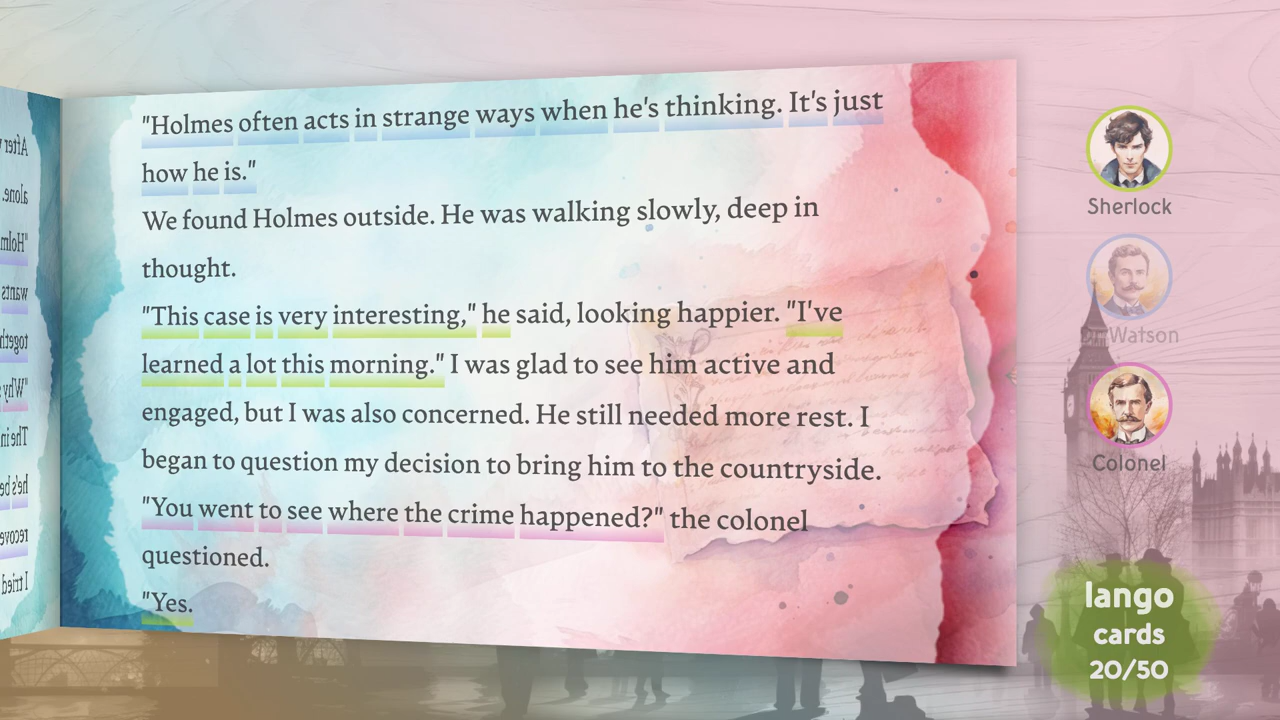 "Holmes often acts in strange ways when he's thinking. It's just
how he is."
We found Holmes outside. He was walking slowly, deep in
thought.
"This case is very interesting," he said, looking happier. "I've
learned a lot this morning." I was glad to see him active and
engaged, but I was also concerned. He still needed more rest. I
began to question my decision to bring him to the countryside.
"You went to see where the crime happened?" the colonel
questioned.
"Yes.
Sherlock
Watson
Colonel
lango
cards
20/50